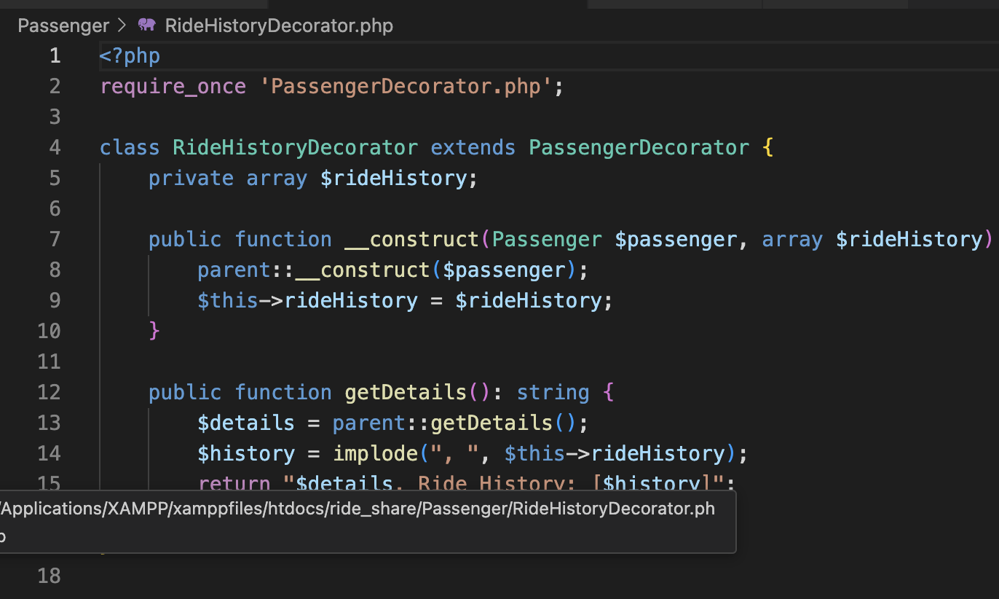 Passenger > RideHistoryDecorator.php
1 <?php
2 require_once 'PassengerDecorator.php';
3
4 class RideHistoryDecorator extends PassengerDecorator {
5     private array $rideHistory;
6
7     public function __construct(Passenger $passenger, array $rideHistory)
8         parent::__construct($passenger);
9         $this->rideHistory = $rideHistory;
10     }
11
12     public function getDetails(): string {
13         $details = parent::getDetails();
14         $history = implode(", ", $this->rideHistory);
15         return "$details, Ride History: [$history]";
/Applications/XAMPP/xamppfiles/htdocs/ride_share/Passenger/RideHistoryDecorator.ph
p
18